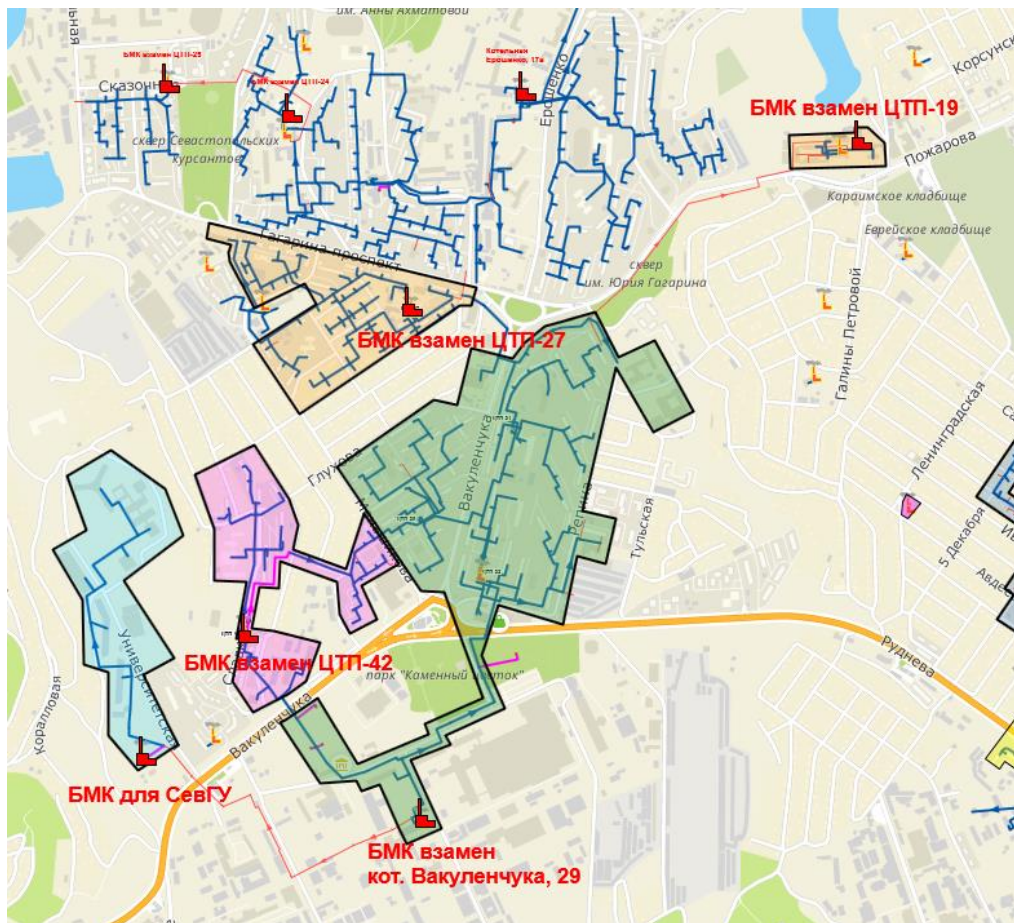 им. Анны Ахматовой
БМК взамен ЦТП-25
Сказочн
БМК взамен ЦТП-24
Котельная
Ерошенко, 17а
Ерошенко
Корсунс
БМК взамен ЦТП-19
Пожарова
сквер Севастопольских
курсантов
Караимское кладбище
Еврейское кладбище
Гагарина проспект
сквер
им. Юрия Гагарина
БМК взамен ЦТП-27
Галины Петровой
Ленинградская
Глухова
Вакуленчука
Репина
Тульская
5 Декабря
Авде
Университетская
БМК взамен ЦТП-42
парк "Каменный
Руднева
Коралловая
Вакуленчука
БМК для СевГУ
БМК взамен
кот. Вакуленчука, 29